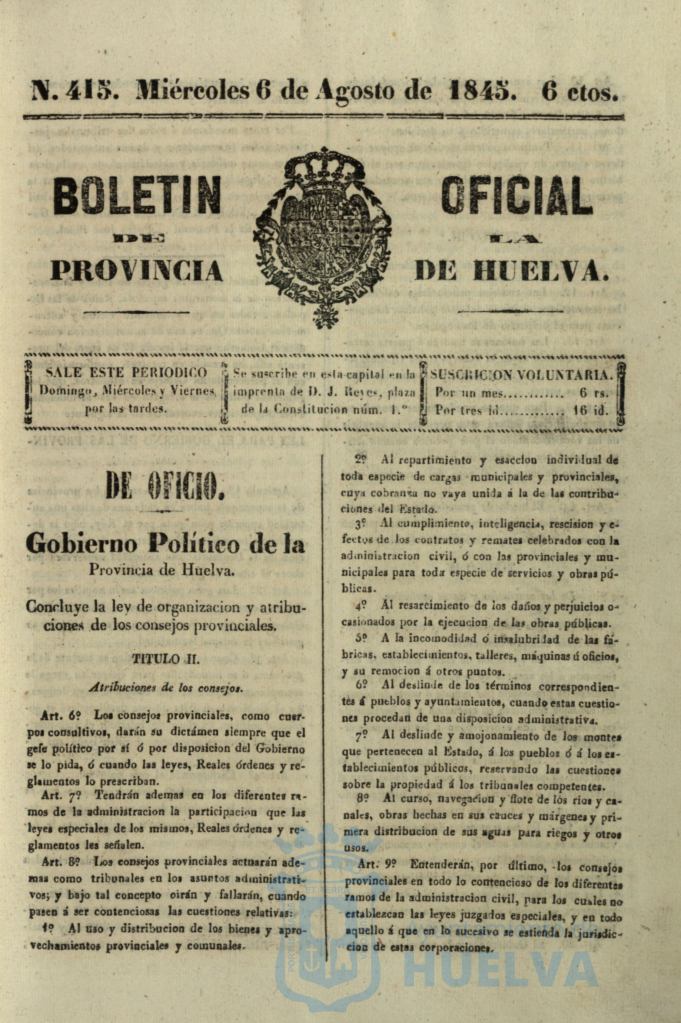 N. 415. Miércoles 6 de Agosto de 1845. 6 ctos.
BOLETIN OFICIAL
DE LA
PROVINCIA DE HUELVA.
SALE ESTE PERIODICO
Domingo, Miércoles y Viernes
por las tardes.
Se suscribe en esta capital en la
imprenta de D. J. Reyes, plaza
de la Constitucion núm. 1.º
SUSCRICION VOLUNTARIA.
Por un mes........... 6 rs.
Por tres id........... 16 id.
DE OFICIO.
Gobierno Político de la
Provincia de Huelva.
Concluye la ley de organizacion y atribu-
ciones de los consejos provinciales.
TITULO II.
Atribuciones de los consejos.
Art. 6º Los consejos provinciales, como cuer-
pos consultivos, darán su dictámen siempre que el
gefe político por sí ó por disposicion del Gobierno
se lo pida, ó cuando las leyes, Reales órdenes y re-
glamentos lo prescriban.
Art. 7º Tendrán ademas en los diferentes ra-
mos de la administracion la participacion que las
leyes especiales de los mismos, Reales órdenes y re-
glamentos les señalen.
Art. 8º Los consejos provinciales actuarán ade-
mas como tribunales en los asuntos administrati-
vos; y bajo tal concepto oirán y fallarán, cuando
pasen á ser contenciosas las cuestiones relativas:
1º Al uso y distribucion de los bienes y apro-
vechamientos provinciales y comunales.
2º Al repartimiento y esaccion individual de
toda especie de cargas municipales y provinciales,
cuya cobranza no vaya unida á la de las contribu-
ciones del Estado.
3º Al cumplimiento, inteligencia, rescision y e-
fectos de los contratos y remates celebrados con la
administracion civil, ó con las provinciales y mu-
nicipales para toda especie de servicios y obras pú-
blicas.
4º Al resarcimiento de los daños y perjuicios o-
casionados por la ejecucion de las obras públicas.
5º A la incomodidad ó insalubridad de las fá-
bricas, establecimientos, talleres, máquinas ú oficios,
y su remocion á otros puntos.
6º Al deslinde de los términos correspondien-
tes á pueblos y ayuntamientos, cuando estas cuestio-
nes procedan de una disposicion administrativa.
7º Al deslinde y amojonamiento de los montes
que pertenecen al Estado, á los pueblos ó á los es-
tablecimientos públicos, reservando las cuestiones
sobre la propiedad á los tribunales competentes.
8º Al curso, navegacion y flote de los rios y ca-
nales, obras hechas en sus cauces y márgenes y pri-
mera distribucion de sus aguas para riegos y otros
usos.
Art. 9º Entenderán, por último, los consejos
provinciales en todo lo contencioso de los diferentes
ramos de la administracion civil, para los cuales no
establezcan las leyes juzgados especiales, y en todo
aquello á que en lo sucesivo se estienda la jurisdic-
cion de estas corporaciones.
HUELVA